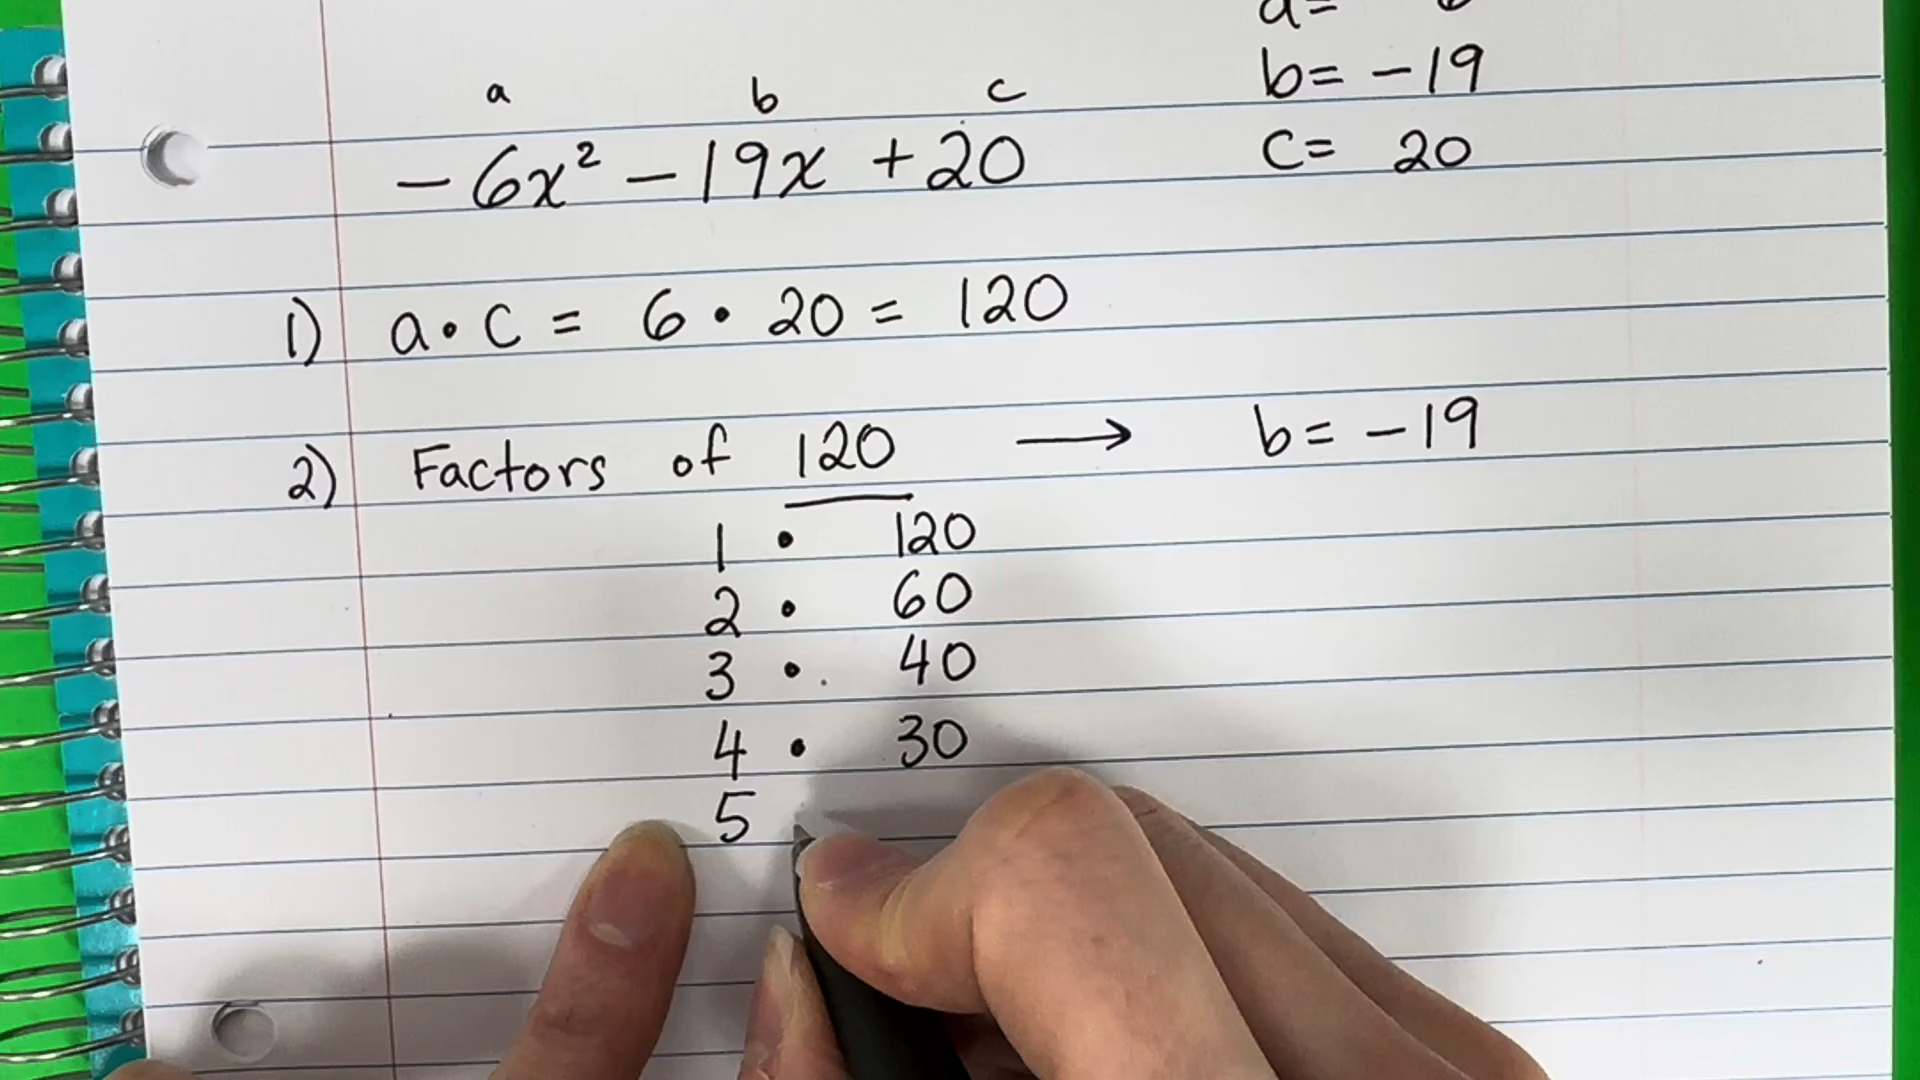 a=
b= -19
c= 20
a b c
-6x² -19x +20
1) a•c = 6 • 20 = 120
2) Factors of 120 → b= -19
1 • 120
2 • 60
3 • 40
4 • 30
5